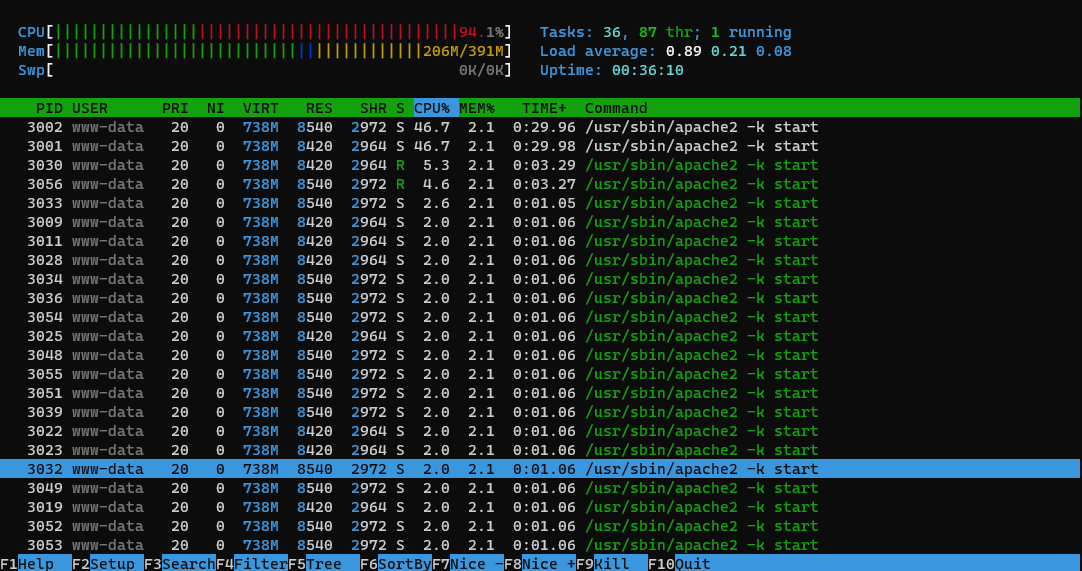 CPU[||||||||||||||||||||||||||||||||||||||||||||||94.1%] Tasks: 36, 87 thr; 1 running
Mem[|||||||||||||||||||||||||||||||||||||||||206M/391M] Load average: 0.89 0.21 0.08
Swp[ 0K/0K] Uptime: 00:36:10
PID USER PRI NI VIRT RES SHR S CPU% MEM% TIME+ Command
3002 www-data 20 0 738M 8540 2972 S 46.7 2.1 0:29.96 /usr/sbin/apache2 -k start
3001 www-data 20 0 738M 8420 2964 S 46.7 2.1 0:29.98 /usr/sbin/apache2 -k start
3030 www-data 20 0 738M 8420 2964 R 5.3 2.1 0:03.29 /usr/sbin/apache2 -k start
3056 www-data 20 0 738M 8540 2972 R 4.6 2.1 0:03.27 /usr/sbin/apache2 -k start
3033 www-data 20 0 738M 8540 2972 S 2.6 2.1 0:01.05 /usr/sbin/apache2 -k start
3009 www-data 20 0 738M 8420 2964 S 2.0 2.1 0:01.06 /usr/sbin/apache2 -k start
3011 www-data 20 0 738M 8420 2964 S 2.0 2.1 0:01.06 /usr/sbin/apache2 -k start
3028 www-data 20 0 738M 8420 2964 S 2.0 2.1 0:01.06 /usr/sbin/apache2 -k start
3034 www-data 20 0 738M 8540 2972 S 2.0 2.1 0:01.06 /usr/sbin/apache2 -k start
3036 www-data 20 0 738M 8540 2972 S 2.0 2.1 0:01.06 /usr/sbin/apache2 -k start
3054 www-data 20 0 738M 8540 2972 S 2.0 2.1 0:01.06 /usr/sbin/apache2 -k start
3025 www-data 20 0 738M 8420 2964 S 2.0 2.1 0:01.06 /usr/sbin/apache2 -k start
3048 www-data 20 0 738M 8540 2972 S 2.0 2.1 0:01.06 /usr/sbin/apache2 -k start
3055 www-data 20 0 738M 8540 2972 S 2.0 2.1 0:01.06 /usr/sbin/apache2 -k start
3051 www-data 20 0 738M 8540 2972 S 2.0 2.1 0:01.06 /usr/sbin/apache2 -k start
3039 www-data 20 0 738M 8540 2972 S 2.0 2.1 0:01.06 /usr/sbin/apache2 -k start
3022 www-data 20 0 738M 8420 2964 S 2.0 2.1 0:01.06 /usr/sbin/apache2 -k start
3023 www-data 20 0 738M 8420 2964 S 2.0 2.1 0:01.06 /usr/sbin/apache2 -k start
3032 www-data 20 0 738M 8540 2972 S 2.0 2.1 0:01.06 /usr/sbin/apache2 -k start
3049 www-data 20 0 738M 8540 2972 S 2.0 2.1 0:01.06 /usr/sbin/apache2 -k start
3019 www-data 20 0 738M 8420 2964 S 2.0 2.1 0:01.06 /usr/sbin/apache2 -k start
3052 www-data 20 0 738M 8540 2972 S 2.0 2.1 0:01.06 /usr/sbin/apache2 -k start
3053 www-data 20 0 738M 8540 2972 S 2.0 2.1 0:01.06 /usr/sbin/apache2 -k start
F1Help F2Setup F3SearchF4FilterF5Tree F6SortByF7Nice -F8Nice +F9Kill F10Quit